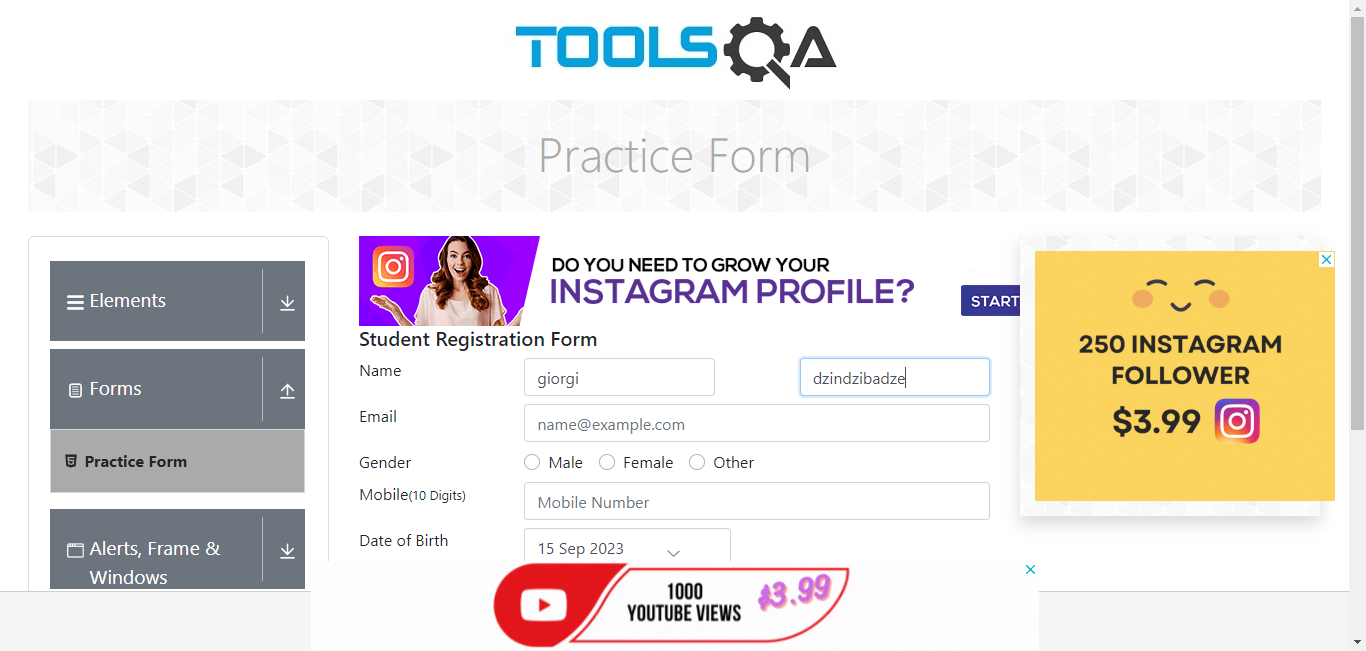 TOOLSQA
Practice Form
Elements
Forms
Practice Form
Alerts, Frame &
Windows
DO YOU NEED TO GROW YOUR
INSTAGRAM PROFILE?
START
Student Registration Form
Name
giorgi
dzindzibadze
Email
name@example.com
Gender
Male Female Other
Mobile(10 Digits)
Mobile Number
Date of Birth
15 Sep 2023
250 INSTAGRAM
FOLLOWER
$3.99
1000
YOUTUBE VIEWS
$3.99